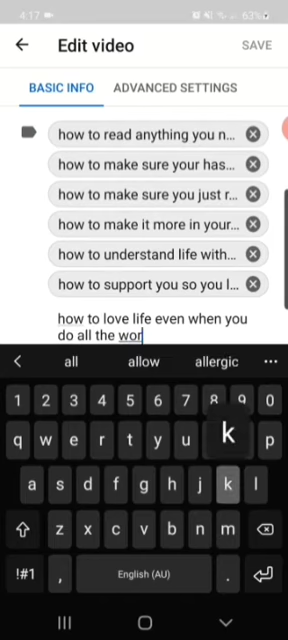 4:17
63%
Edit video
SAVE
BASIC INFO
ADVANCED SETTINGS
how to read anything you n...
how to make sure your has...
how to make sure you just r...
how to make it more in your...
how to understand life with...
how to support you so you l...
how to love life even when you
do all the wor
all allow allergic
1 2 3 4 5 6 7 8 9 0
q w e r t y u k p
a s d f g h j k l
z x c v b n m
!#1 , English (AU) .